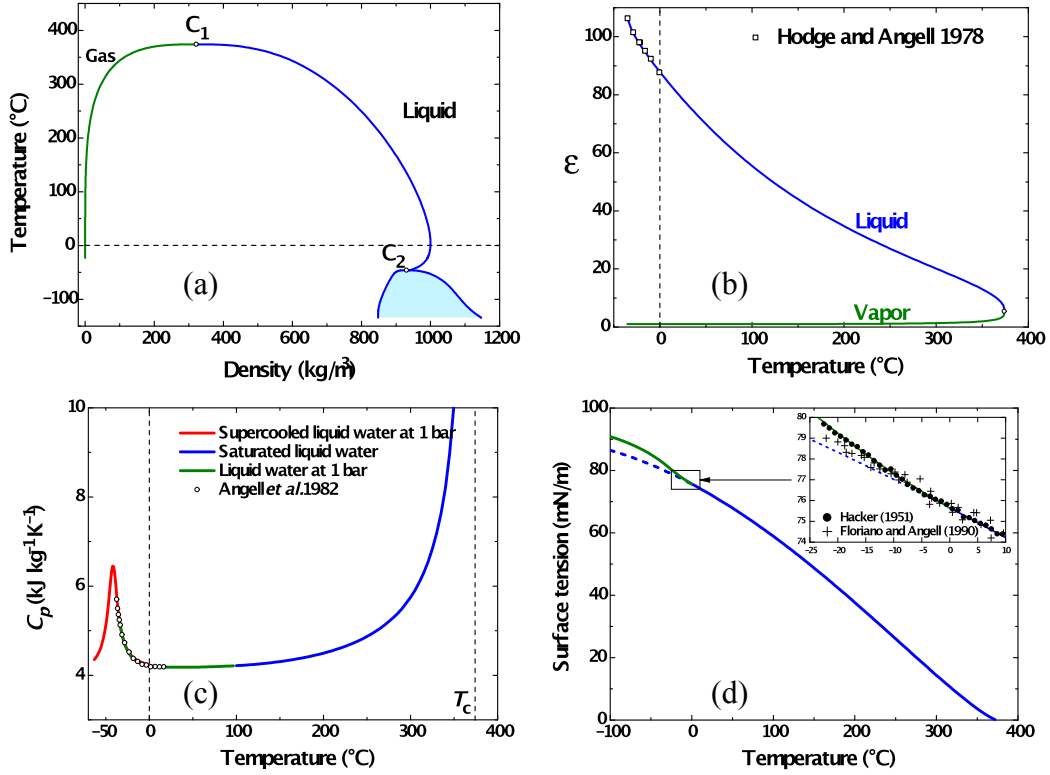 C1
Gas
Liquid
C2
(a)
Temperature (°C)
400
300
200
100
0
−100
0 200 400 600 800 1000 1200
Density (kg/m3)
Hodge and Angell 1978
ε
100
80
60
40
20
0
Liquid
(b)
Vapor
0 100 200 300 400
Temperature (°C)
Cp (kJ kg-1K-1)
10
8
6
4
Supercooled liquid water at 1 bar
Saturated liquid water
Liquid water at 1 bar
Angell et al. 1982
(c)
Tc
−50 0 100 200 300 400
Temperature (°C)
Surface tension (mN/m)
100
80
60
40
20
0
80
79
78
77
76
75
74
Hacker (1951)
Floriano and Angell (1990)
−25 −20 −15 −10 −5 0 5 10
(d)
−100 0 100 200 300 400
Temperature (°C)